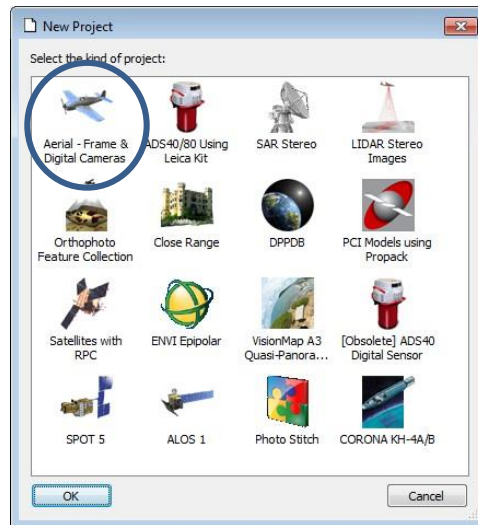 New Project
Select the kind of project:
Aerial - Frame &
Digital Cameras
ADS40/80 Using
Leica Kit
SAR Stereo
LIDAR Stereo
Images
Orthophoto
Feature Collection
Close Range
DPPDB
PCI Models using
Propack
Satellites with
RPC
ENVI Epipolar
VisionMap A3
Quasi-Panora...
[Obsolete] ADS40
Digital Sensor
SPOT 5
ALOS 1
Photo Stitch
CORONA KH-4A/B
OK
Cancel